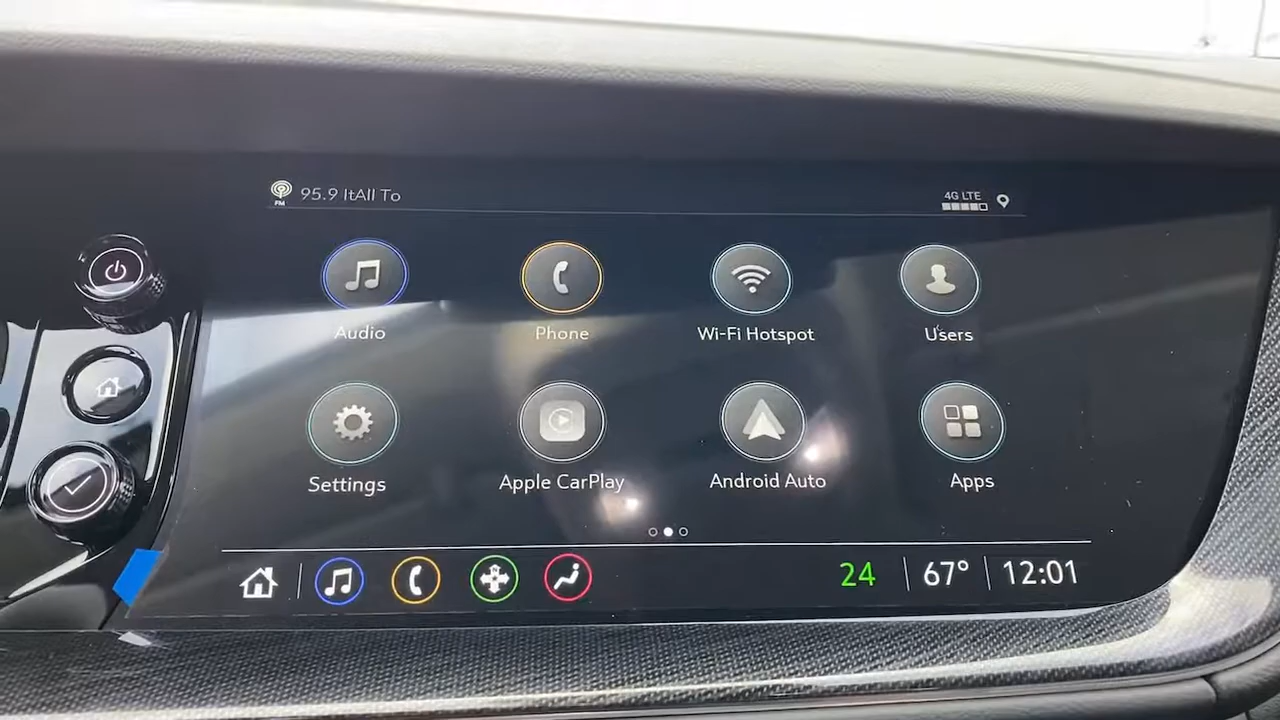 FM 95.9 ItAll To
4G LTE
Audio Phone Wi-Fi Hotspot Users
Settings Apple CarPlay Android Auto Apps
24 67° 12:01